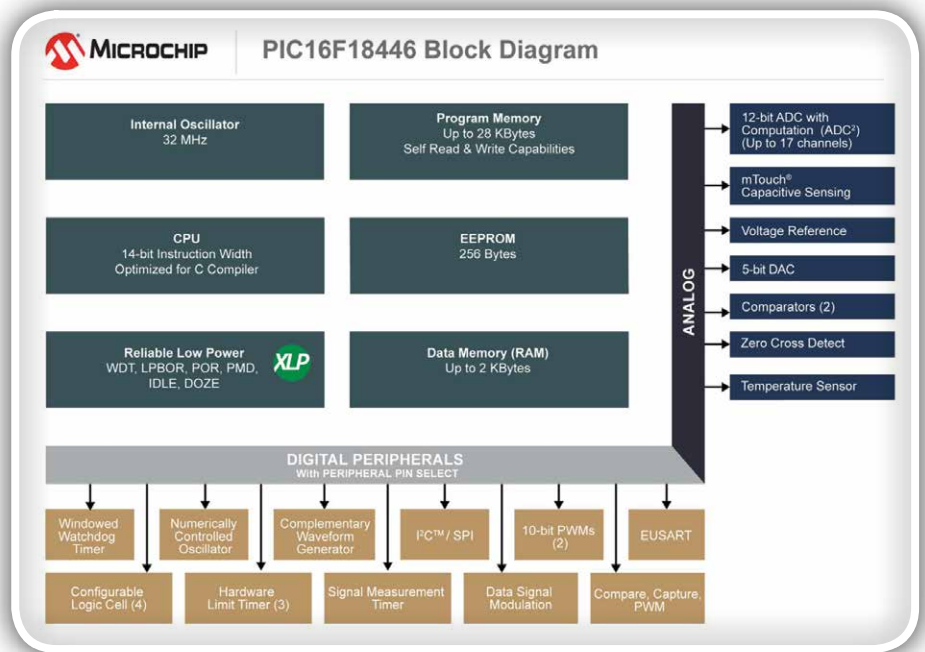 MICROCHIP
PIC16F18446 Block Diagram
Internal Oscillator
32 MHz
Program Memory
Up to 28 KBytes
Self Read & Write Capabilities
CPU
14-bit Instruction Width
Optimized for C Compiler
EEPROM
256 Bytes
Reliable Low Power
WDT, LPBOR, POR, PMD,
IDLE, DOZE
XLP
Data Memory (RAM)
Up to 2 KBytes
ANALOG
12-bit ADC with
Computation (ADC²)
(Up to 17 channels)
mTouch®
Capacitive Sensing
Voltage Reference
5-bit DAC
Comparators (2)
Zero Cross Detect
Temperature Sensor
DIGITAL PERIPHERALS
With PERIPHERAL PIN SELECT
Windowed
Watchdog
Timer
Numerically
Controlled
Oscillator
Complementary
Waveform
Generator
I²C™/ SPI
10-bit PWMs
(2)
EUSART
Configurable
Logic Cell (4)
Hardware
Limit Timer (3)
Signal Measurement
Timer
Data Signal
Modulation
Compare, Capture,
PWM